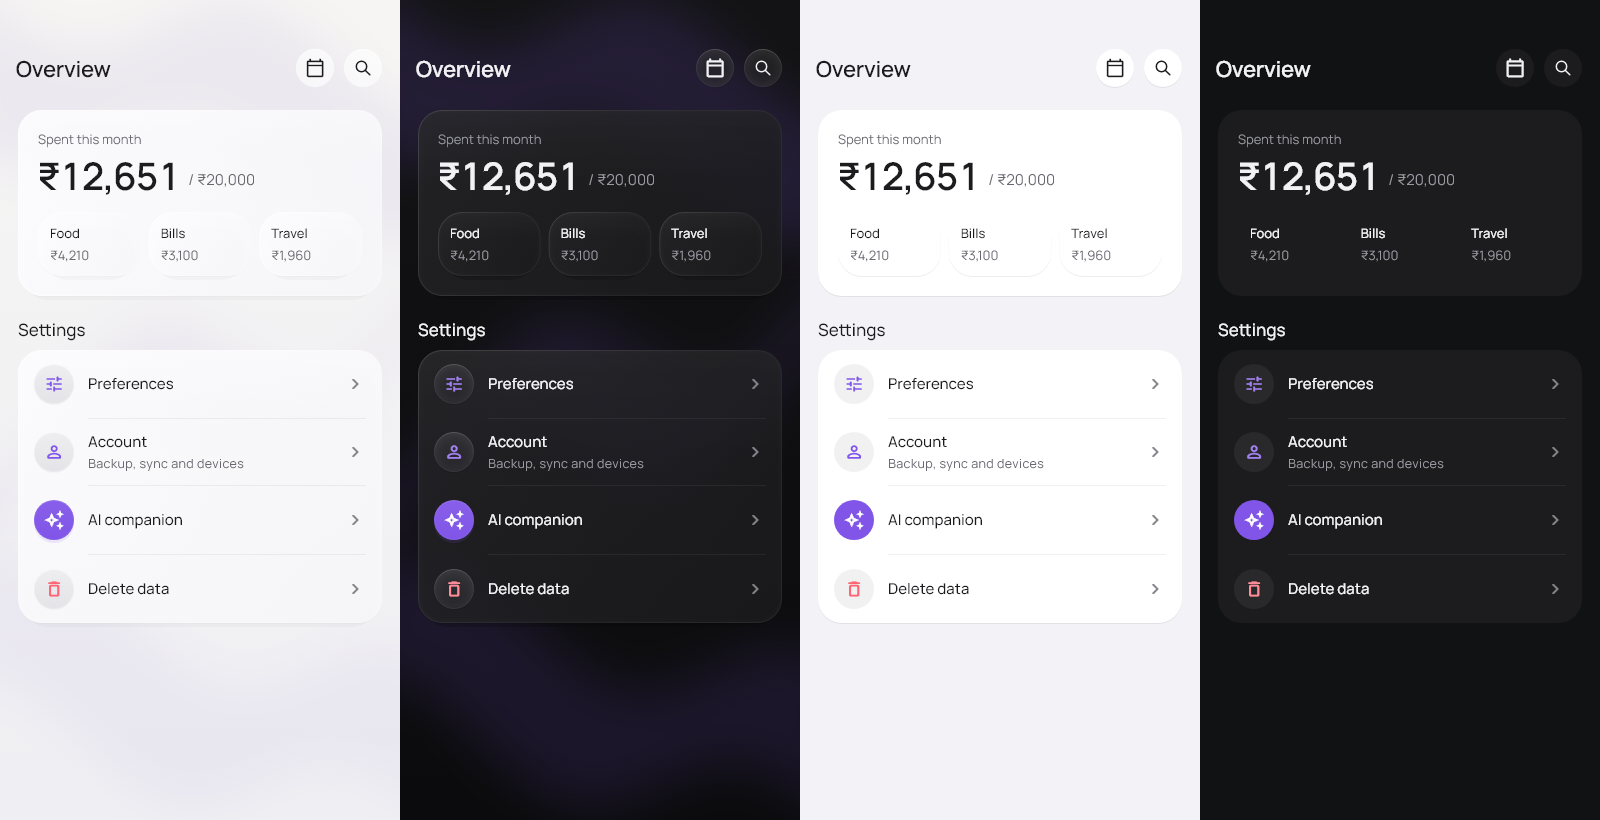 Overview
Spent this month
₹12,651 / ₹20,000
Food Bills Travel
₹4,210 ₹3,100 ₹1,960
Settings
Preferences
Account
Backup, sync and devices
AI companion
Delete data
Overview
Spent this month
₹12,651 / ₹20,000
Food Bills Travel
₹4,210 ₹3,100 ₹1,960
Settings
Preferences
Account
Backup, sync and devices
AI companion
Delete data
Overview
Spent this month
₹12,651 / ₹20,000
Food Bills Travel
₹4,210 ₹3,100 ₹1,960
Settings
Preferences
Account
Backup, sync and devices
AI companion
Delete data
Overview
Spent this month
₹12,651 / ₹20,000
Food Bills Travel
₹4,210 ₹3,100 ₹1,960
Settings
Preferences
Account
Backup, sync and devices
AI companion
Delete data